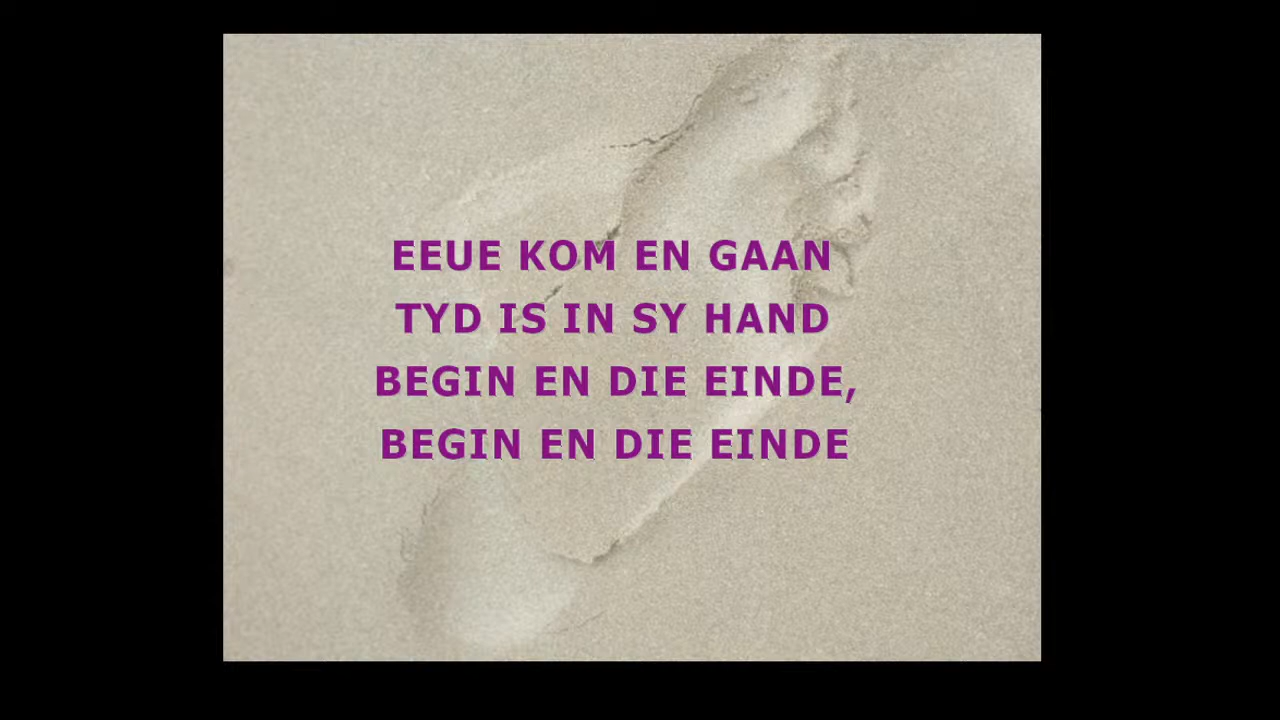 EEUE KOM EN GAAN
TYD IS IN SY HAND
BEGIN EN DIE EINDE,
BEGIN EN DIE EINDE